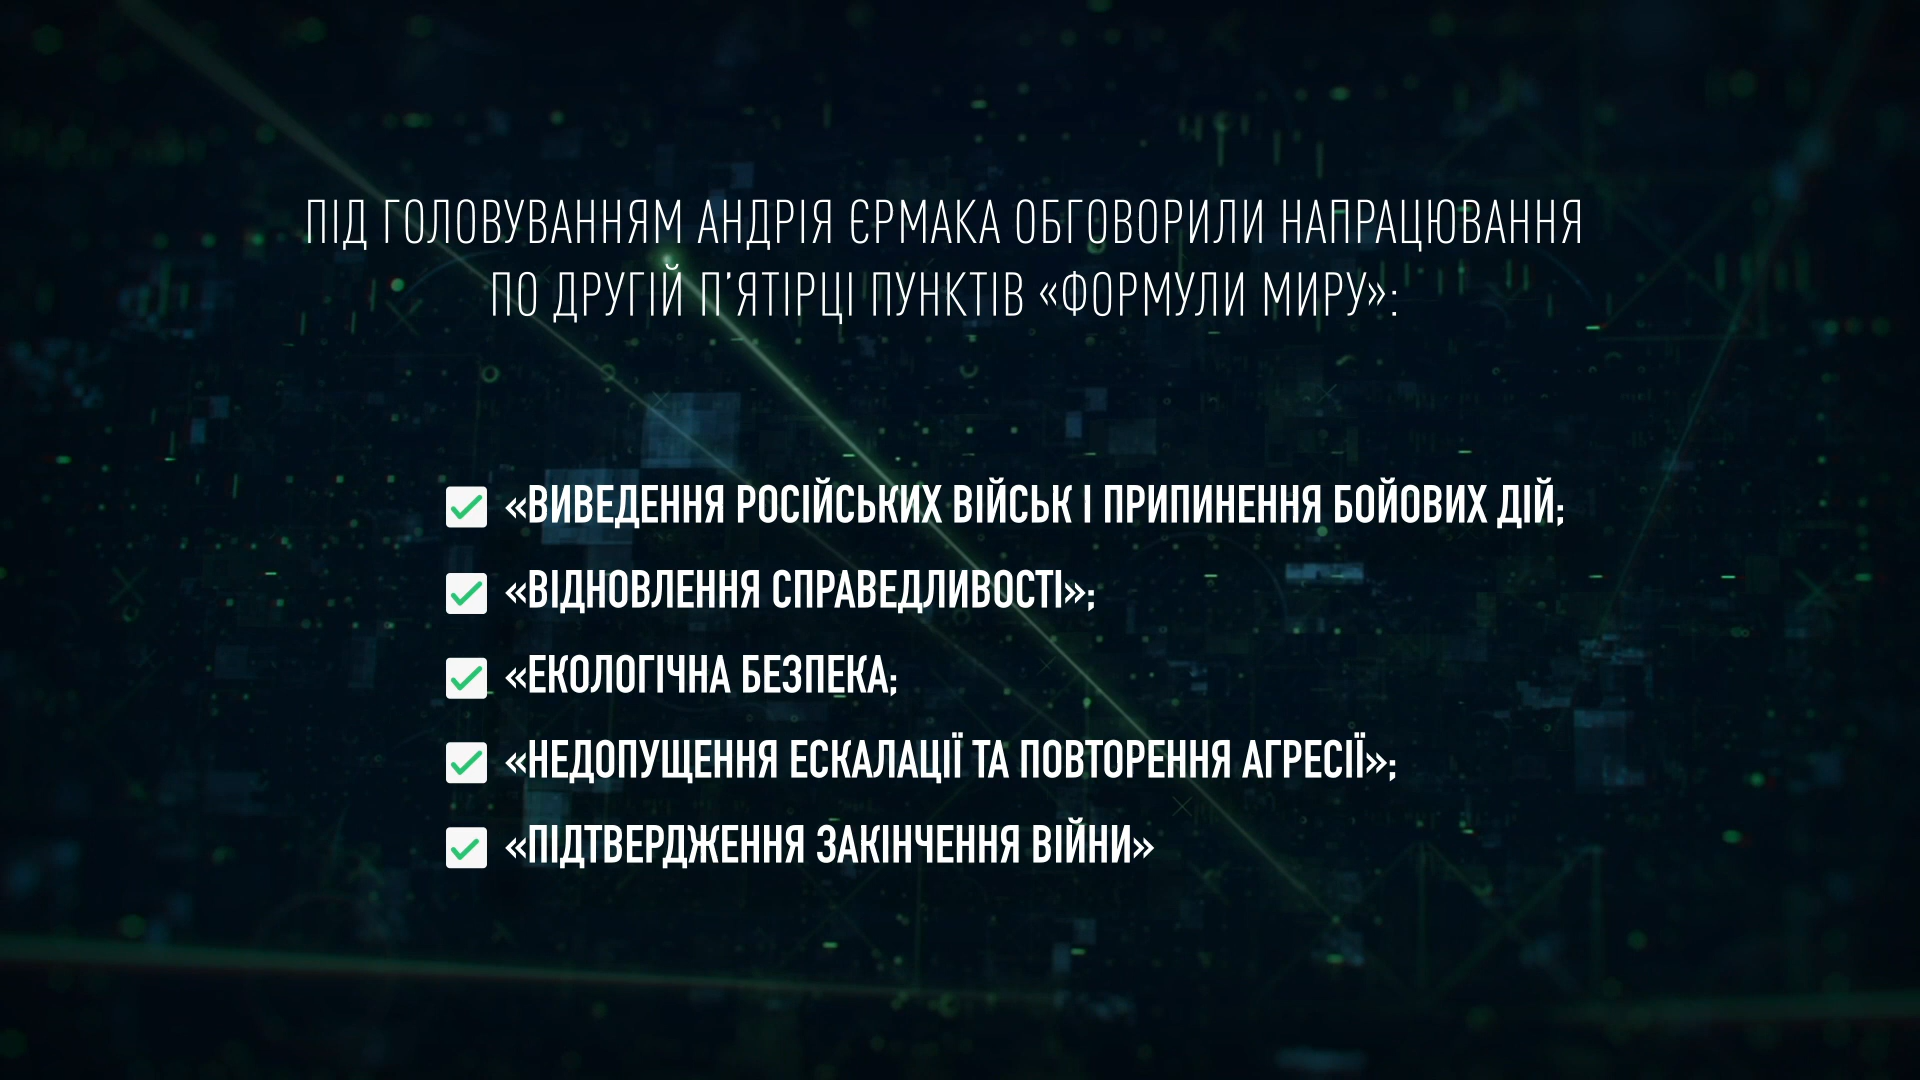 ПІД ГОЛОВУВАННЯМ АНДРІЯ ЄРМАКА ОБГОВОРИЛИ НАПРАЦЮВАННЯ
ПО ДРУГІЙ П'ЯТІРЦІ ПУНКТІВ «ФОРМУЛИ МИРУ»:
«ВИВЕДЕННЯ РОСІЙСЬКИХ ВІЙСЬК І ПРИПИНЕННЯ БОЙОВИХ ДІЙ;
«ВІДНОВЛЕННЯ СПРАВЕДЛИВОСТІ»;
«ЕКОЛОГІЧНА БЕЗПЕКА;
«НЕДОПУЩЕННЯ ЕСКАЛАЦІЇ ТА ПОВТОРЕННЯ АГРЕСІЇ»;
«ПІДТВЕРДЖЕННЯ ЗАКІНЧЕННЯ ВІЙНИ»